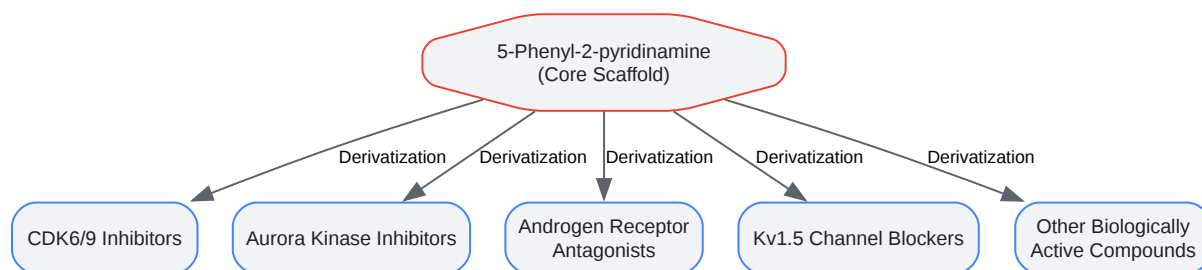 5-Phenyl-2-pyridinamine
(Core Scaffold)
Derivatization
Derivatization
Derivatization
Derivatization
Derivatization
CDK6/9 Inhibitors
Aurora Kinase Inhibitors
Androgen Receptor
Antagonists
Kv1.5 Channel Blockers
Other Biologically
Active Compounds